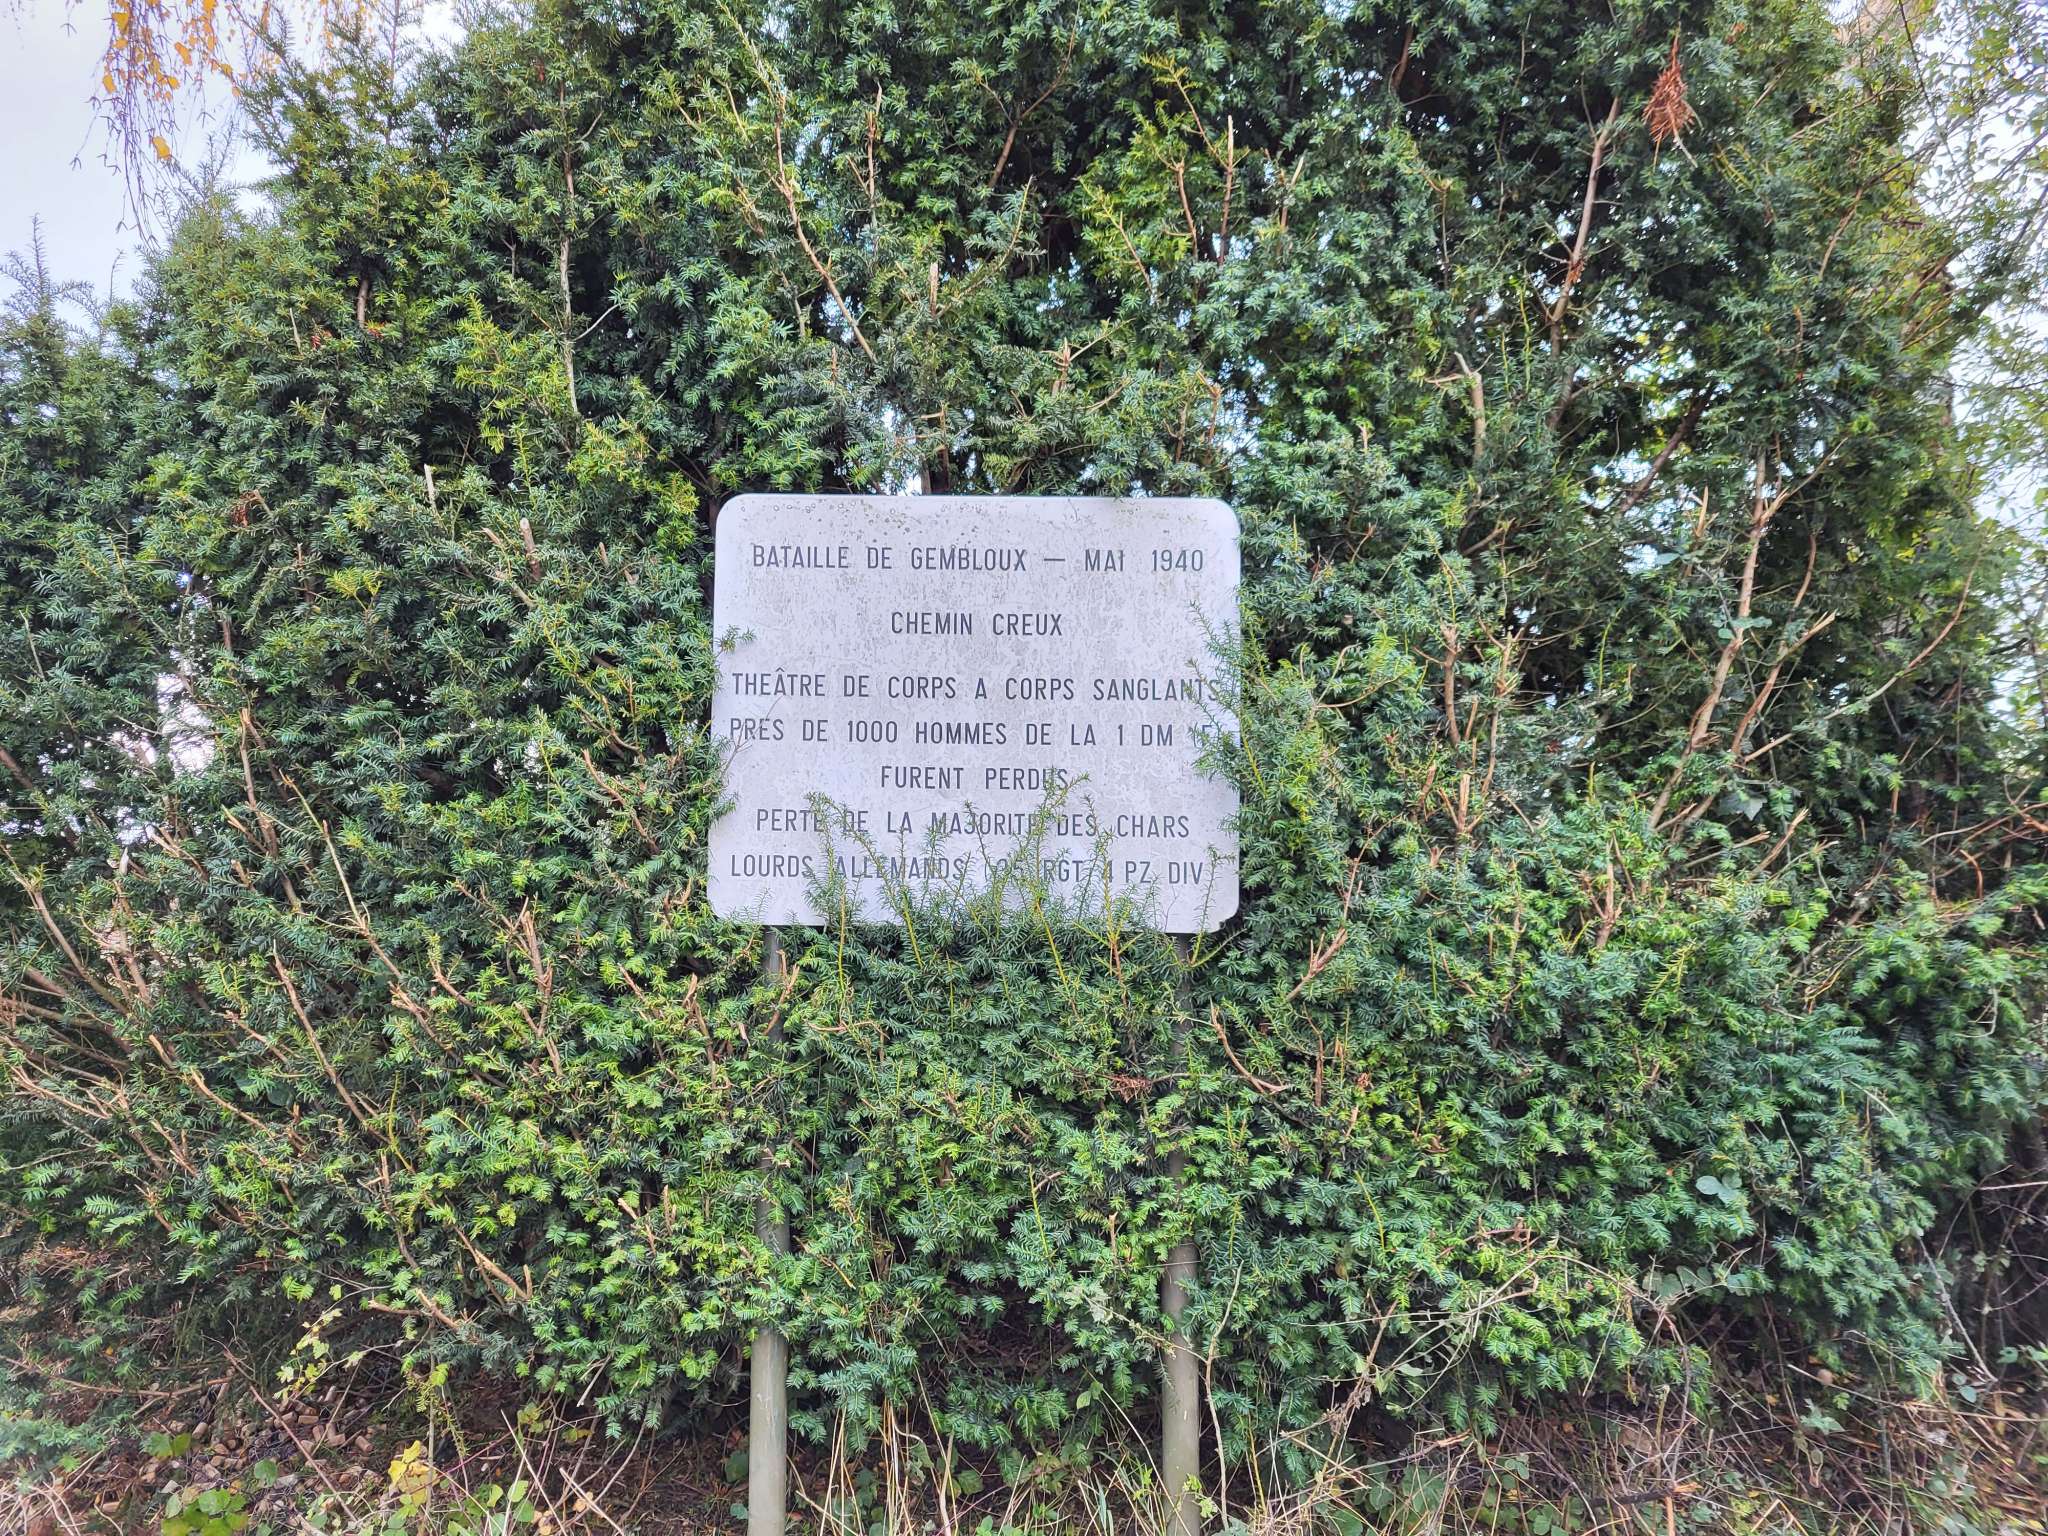 BATAILLE DE GEMBLOUX — MAI 1940
CHEMIN CREUX
THEÂTRE DE CORPS A CORPS SANGLANTS
PRES DE 1000 HOMMES DE LA 1 DM
FURENT PERDUS
PERTE DE LA MAJORITE DES CHARS
LOURDS ALLEMANDS RGT 4 PZ DIV